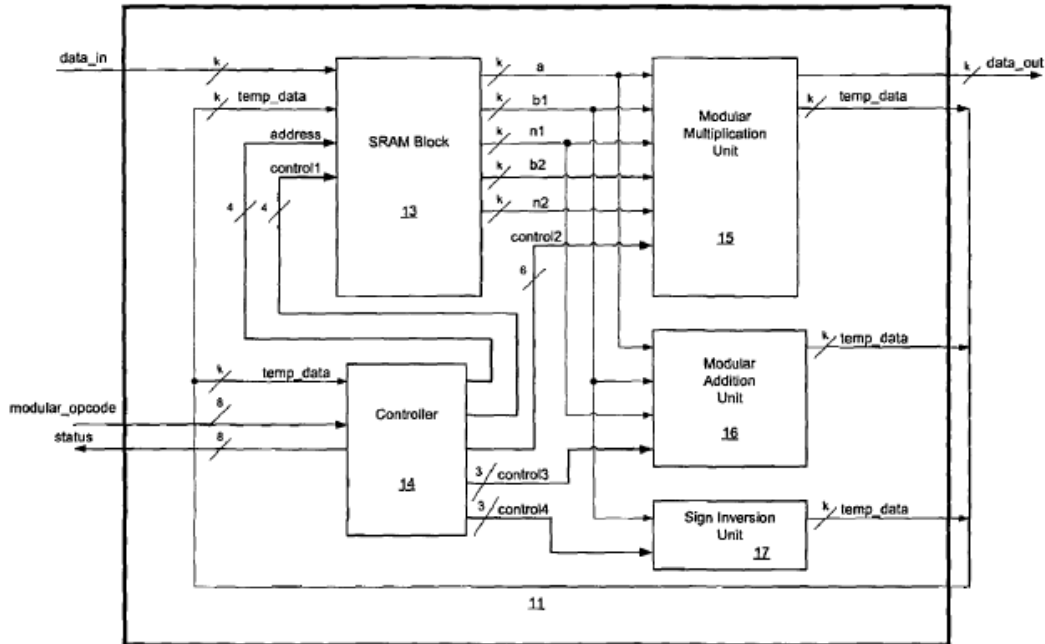 data_in
k
k temp_data
address
control1
4 4
SRAM Block
13
k a
k b1
k n1
k b2
k n2
control2
6
Modular
Multiplication
Unit
15
k data_out
k temp_data
k temp_data
modular_opcode 8
status 8
Controller
14
3 control3
3 control4
Modular
Addition
Unit
16
k temp_data
Sign Inversion
Unit
17
k temp_data
11